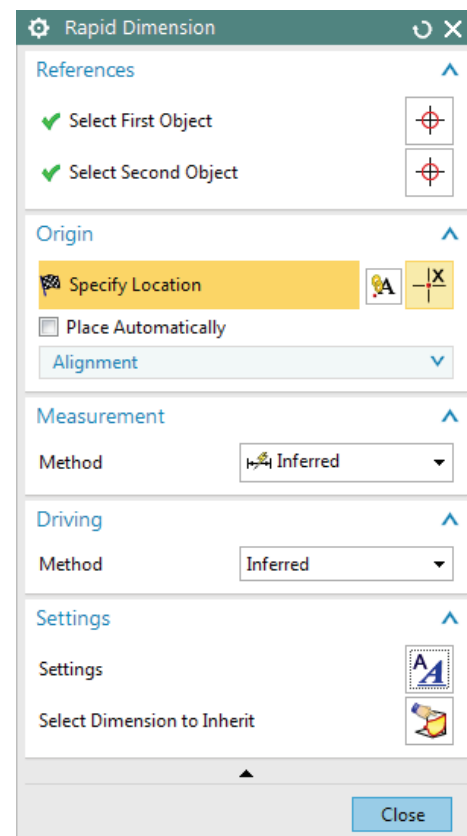 Rapid Dimension
References
Select First Object
Select Second Object
Origin
Specify Location
Place Automatically
Alignment
Measurement
Method Inferred
Driving
Method Inferred
Settings
Settings
Select Dimension to Inherit
Close